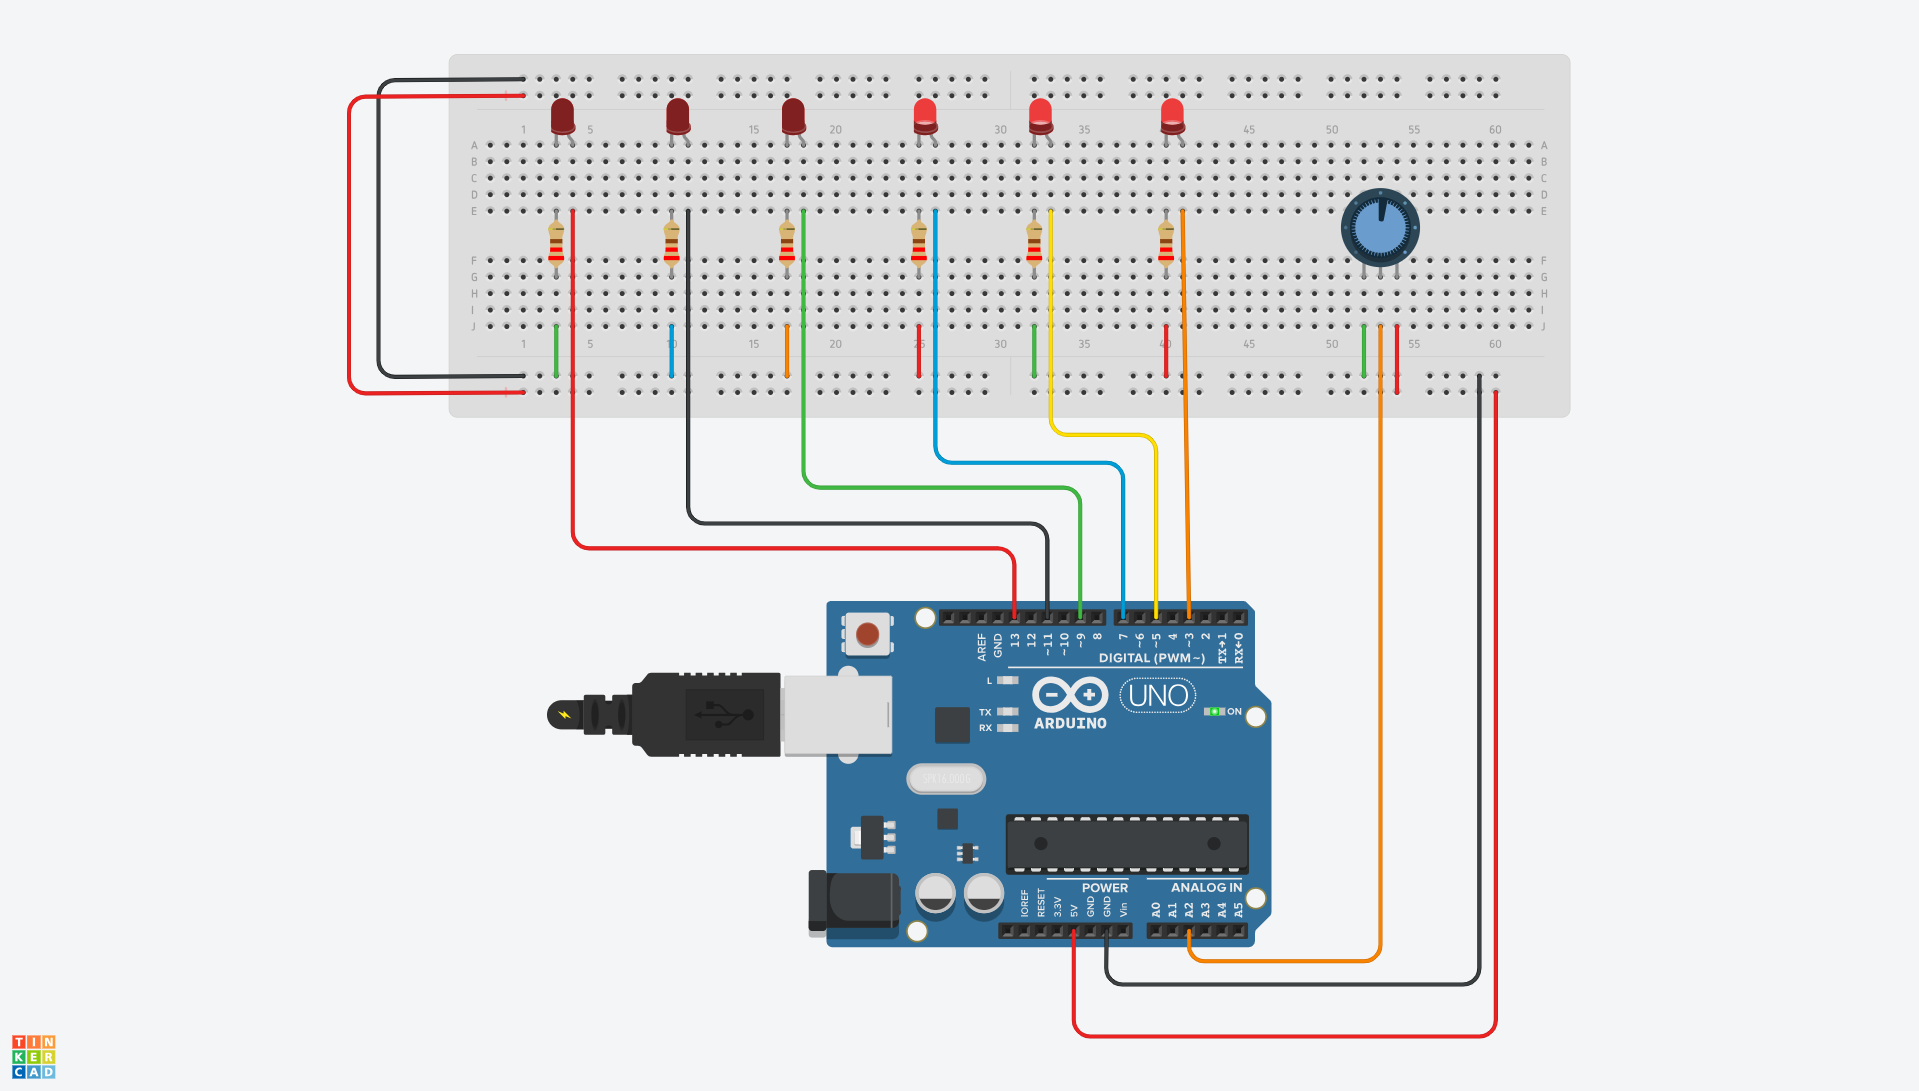 1 5 15 20 30 35 45 50 55 60
A A
B B
C C
D D
E E
F F
G G
H H
I I
J J
1 5 10 15 20 25 30 35 40 45 50 55 60
AREF GND 13 12 ~11 ~10 ~9 8 7 ~6 ~5 4 ~3 2 TX→1 RX←0
DIGITAL (PWM~)
L
TX
RX
UNO
ARDUINO
ON
POWER ANALOG IN
IOREF RESET 3.3V 5V GND GND Vin A0 A1 A2 A3 A4 A5
TIN
KER
CAD